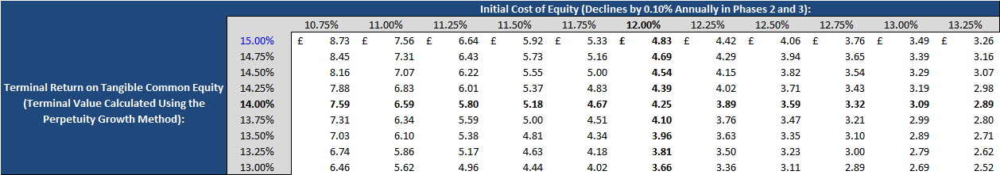 Initial Cost of Equity (Declines by 0.10% Annually in Phases 2 and 3):
10.75% 11.00% 11.25% 11.50% 11.75% 12.00% 12.25% 12.50% 12.75% 13.00% 13.25%
Terminal Return on Tangible Common Equity
(Terminal Value Calculated Using the
Perpetuity Growth Method):
15.00% £ 8.73 £ 7.56 £ 6.64 £ 5.92 £ 5.33 £ 4.83 £ 4.42 £ 4.06 £ 3.76 £ 3.49 £ 3.26
14.75% 8.45 7.31 6.43 5.73 5.16 4.69 4.29 3.94 3.65 3.39 3.16
14.50% 8.16 7.07 6.22 5.55 5.00 4.54 4.15 3.82 3.54 3.29 3.07
14.25% 7.88 6.83 6.01 5.37 4.83 4.39 4.02 3.71 3.43 3.19 2.98
14.00% 7.59 6.59 5.80 5.18 4.67 4.25 3.89 3.59 3.32 3.09 2.89
13.75% 7.31 6.34 5.59 5.00 4.51 4.10 3.76 3.47 3.21 2.99 2.80
13.50% 7.03 6.10 5.38 4.81 4.34 3.96 3.63 3.35 3.10 2.89 2.71
13.25% 6.74 5.86 5.17 4.63 4.18 3.81 3.50 3.23 3.00 2.79 2.62
13.00% 6.46 5.62 4.96 4.44 4.02 3.66 3.36 3.11 2.89 2.69 2.52